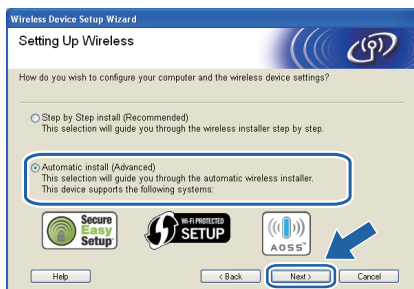 Wireless Device Setup Wizard
Setting Up Wireless
How do you wish to configure your computer and the wireless device settings?
Step by Step install (Recommended)
This selection will guide you through the wireless installer step by step.
Automatic install (Advanced)
This selection will guide you through the automatic wireless installer.
This device supports the following systems:
Secure
Easy
Setup™
Wi-Fi PROTECTED
SETUP
AOSS™
Help
< Back
Next >
Cancel